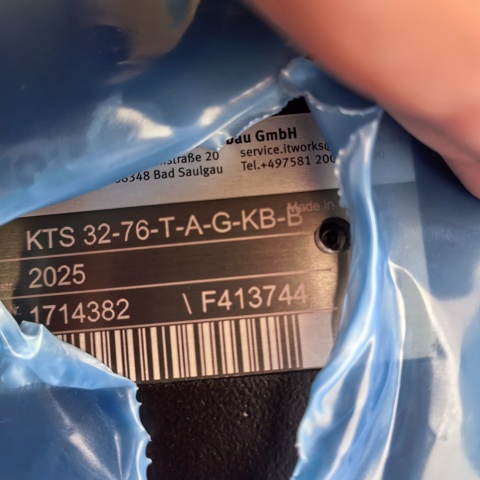 bau GmbH
nstraße 20 service.itworks@
88348 Bad Saulgau Tel.+497581 200
Made in
KTS 32-76-T-A-G-KB-B
2025
1714382 \ F413744